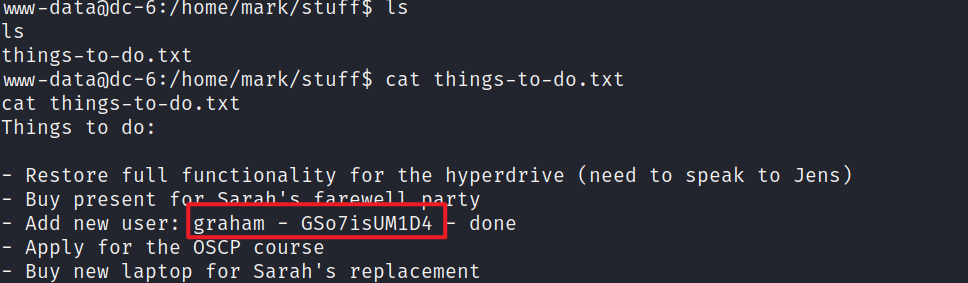 www-data@dc-6:/home/mark/stuff$ ls
ls
things-to-do.txt
www-data@dc-6:/home/mark/stuff$ cat things-to-do.txt
cat things-to-do.txt
Things to do:
- Restore full functionality for the hyperdrive (need to speak to Jens)
- Buy present for Sarah's farewell party
- Add new user: graham - GSo7isUM1D4 - done
- Apply for the OSCP course
- Buy new laptop for Sarah's replacement